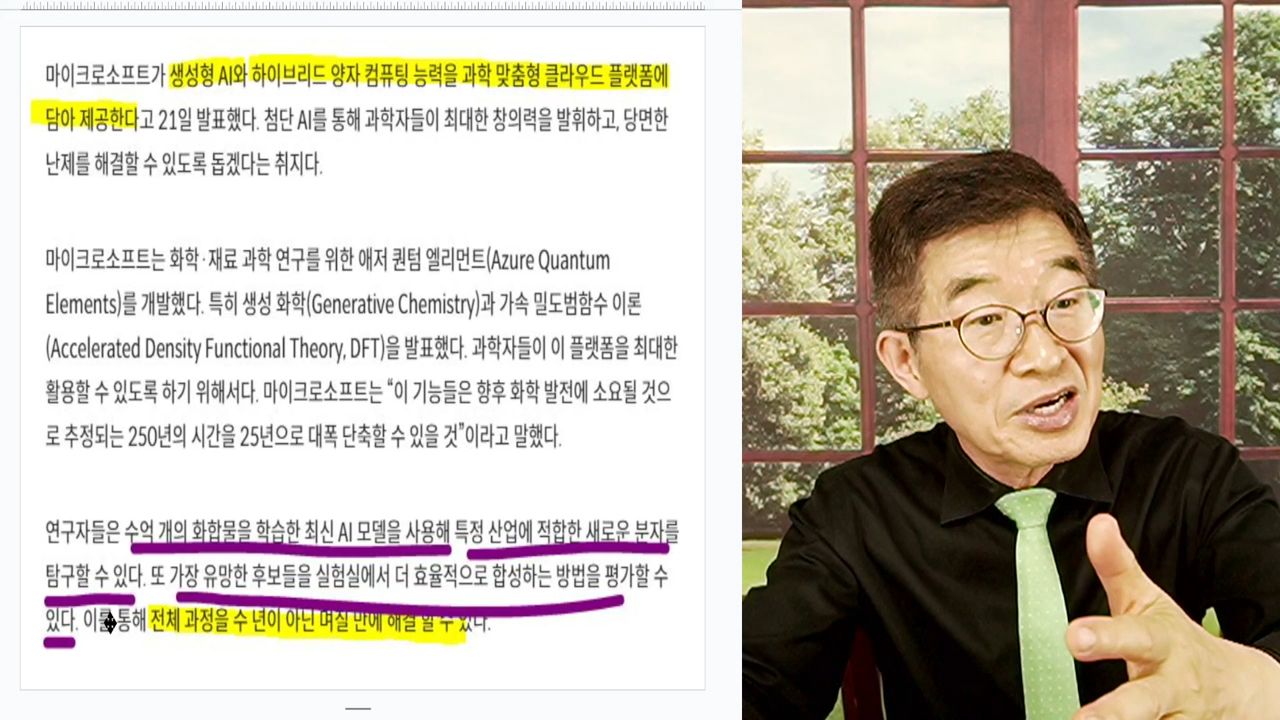 마이크로소프트가 생성형 AI와 하이브리드 양자 컴퓨팅 능력을 과학 맞춤형 클라우드 플랫폼에
담아 제공한다고 21일 발표했다. 첨단 AI를 통해 과학자들이 최대한 창의력을 발휘하고, 당면한
난제를 해결할 수 있도록 돕겠다는 취지다.
마이크로소프트는 화학·재료 과학 연구를 위한 애저 퀀텀 엘리먼트(Azure Quantum
Elements)를 개발했다. 특히 생성 화학(Generative Chemistry)과 가속 밀도범함수 이론
(Accelerated Density Functional Theory, DFT)을 발표했다. 과학자들이 이 플랫폼을 최대한
활용할 수 있도록 하기 위해서다. 마이크로소프트는 “이 기능들은 향후 화학 발전에 소요될 것으
로 추정되는 250년의 시간을 25년으로 대폭 단축할 수 있을 것”이라고 말했다.
연구자들은 수억 개의 화합물을 학습한 최신 AI 모델을 사용해 특정 산업에 적합한 새로운 분자를
탐구할 수 있다. 또 가장 유망한 후보들을 실험실에서 더 효율적으로 합성하는 방법을 평가할 수
있다. 이를 통해 전체 과정을 수 년이 아닌 며칠 만에 해결 할 수 있다.